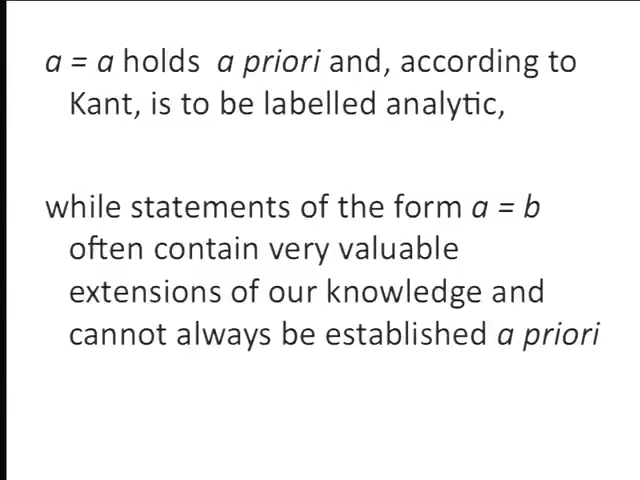 a = a holds a priori and, according to
Kant, is to be labelled analytic,
while statements of the form a = b
often contain very valuable
extensions of our knowledge and
cannot always be established a priori